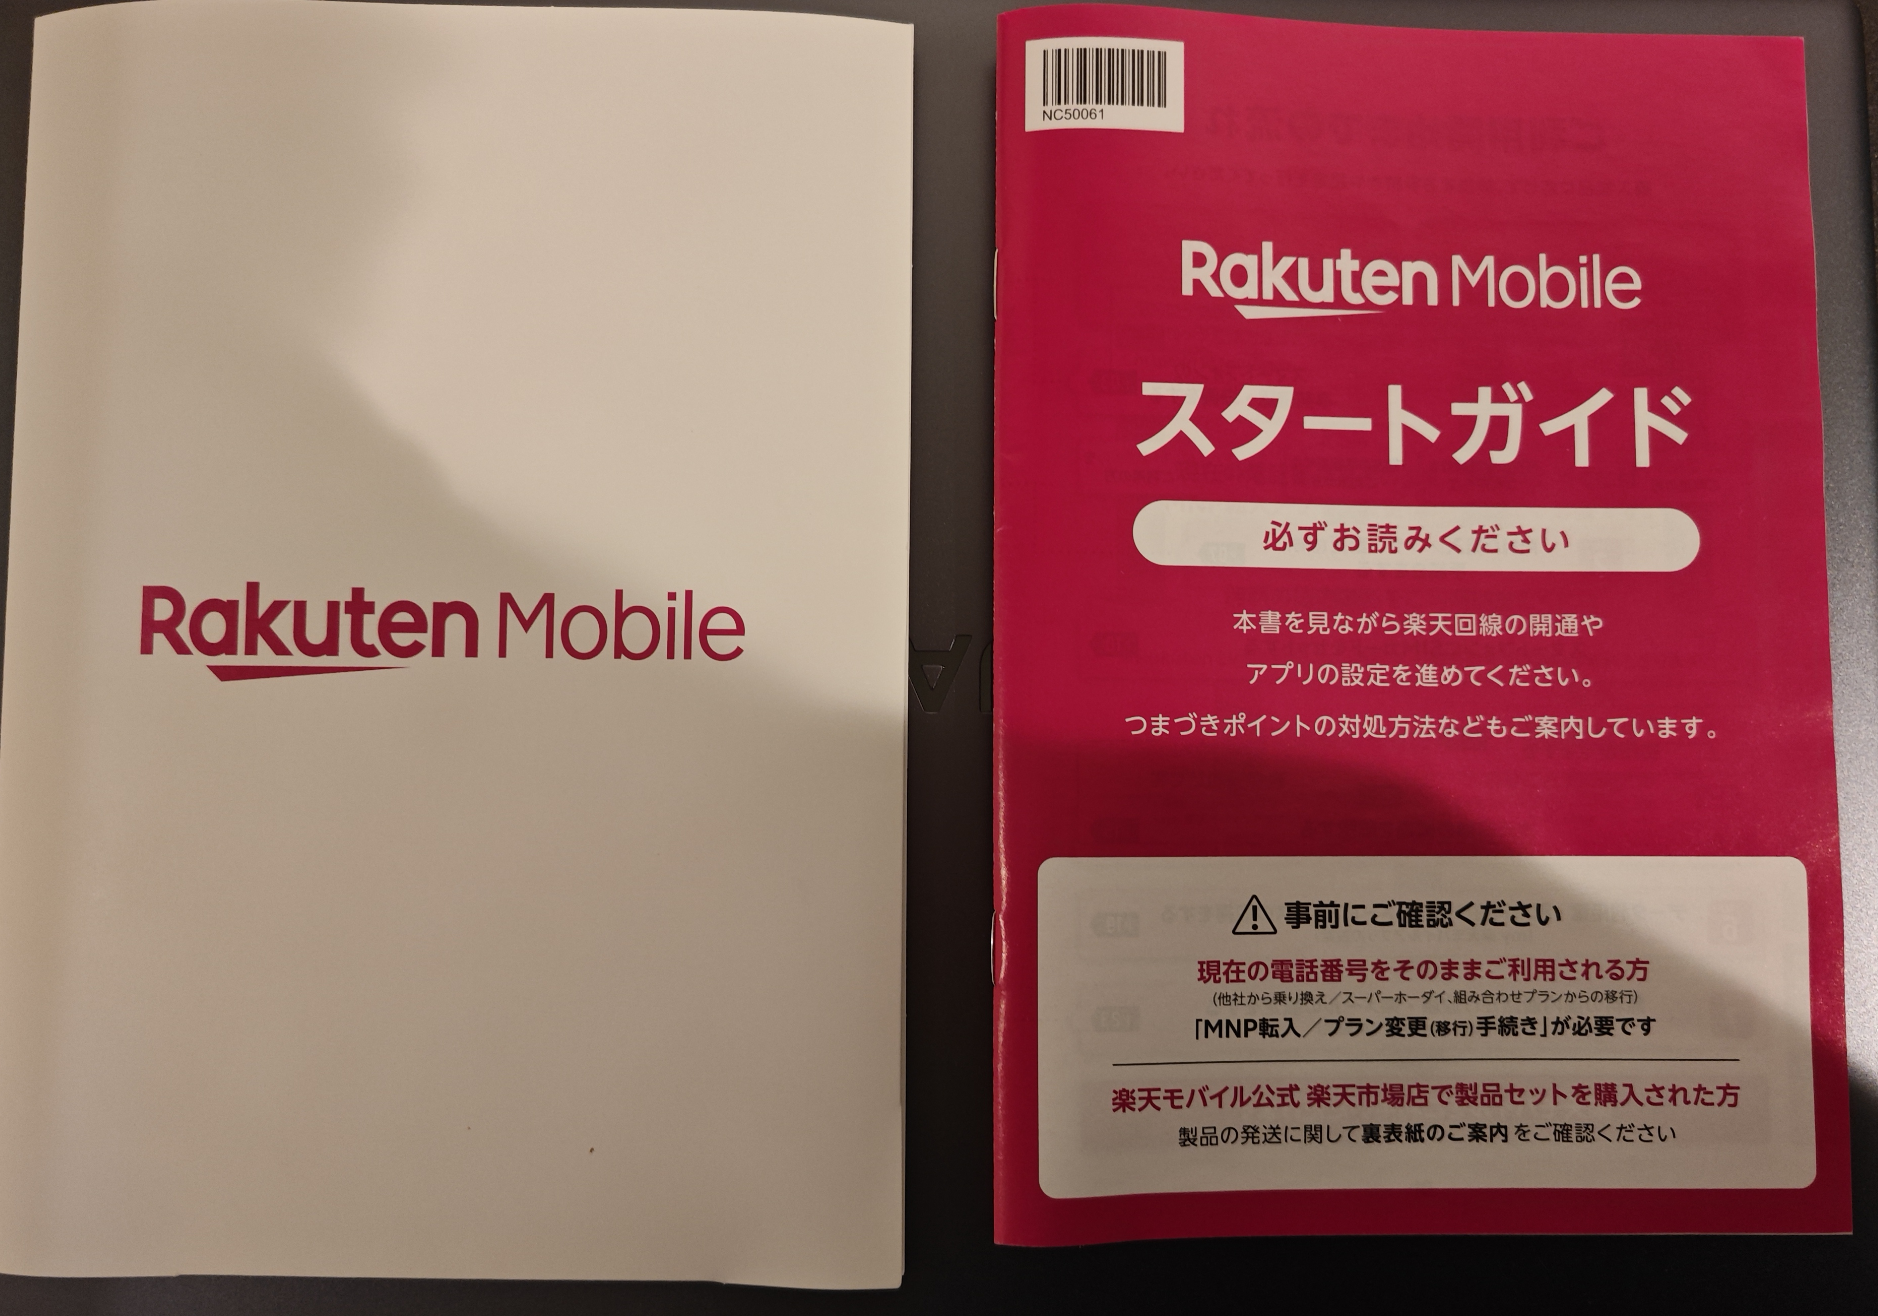 Rakuten Mobile
NC50061
Rakuten Mobile
スタートガイド
必ずお読みください
本書を見ながら楽天回線の開通や
アプリの設定を進めてください。
つまづきポイントの対処方法などもご案内しています。
⚠事前にご確認ください
現在の電話番号をそのままご利用される方
(他社から乗り換え／スーパーホーダイ、組み合わせプランからの移行)
「MNP転入／プラン変更(移行)手続き」が必要です
楽天モバイル公式 楽天市場店で製品セットを購入された方
製品の発送に関して裏表紙のご案内をご確認ください